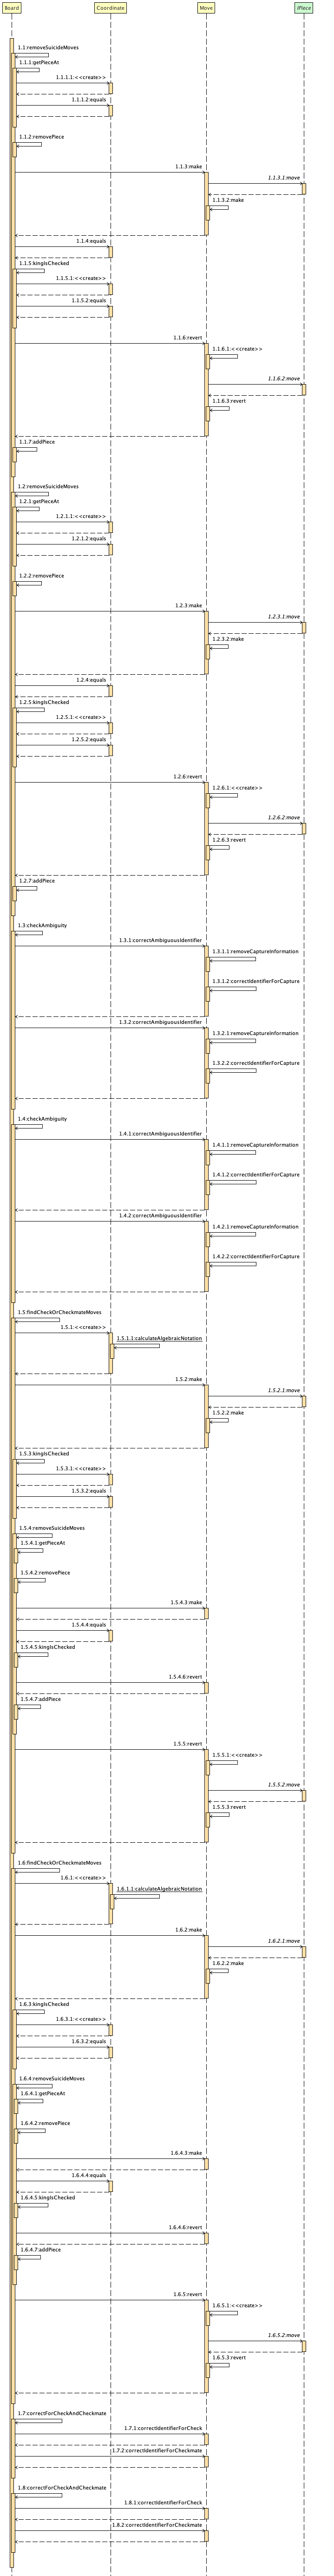 Board
Coordinate
Move
IPiece
1.1:removeSuicideMoves
1.1.1:getPieceAt
1.1.1.1:<<create>>
1.1.1.2:equals
1.1.2:removePiece
1.1.3:make
1.1.3.1:move
1.1.3.2:make
1.1.4:equals
1.1.5:kingIsChecked
1.1.5.1:<<create>>
1.1.5.2:equals
1.1.6:revert
1.1.6.1:<<create>>
1.1.6.2:move
1.1.6.3:revert
1.1.7:addPiece
1.2:removeSuicideMoves
1.2.1:getPieceAt
1.2.1.1:<<create>>
1.2.1.2:equals
1.2.2:removePiece
1.2.3:make
1.2.3.1:move
1.2.3.2:make
1.2.4:equals
1.2.5:kingIsChecked
1.2.5.1:<<create>>
1.2.5.2:equals
1.2.6:revert
1.2.6.1:<<create>>
1.2.6.2:move
1.2.6.3:revert
1.2.7:addPiece
1.3:checkAmbiguity
1.3.1:correctAmbiguousIdentifier
1.3.1.1:removeCaptureInformation
1.3.1.2:correctIdentifierForCapture
1.3.2:correctAmbiguousIdentifier
1.3.2.1:removeCaptureInformation
1.3.2.2:correctIdentifierForCapture
1.4:checkAmbiguity
1.4.1:correctAmbiguousIdentifier
1.4.1.1:removeCaptureInformation
1.4.1.2:correctIdentifierForCapture
1.4.2:correctAmbiguousIdentifier
1.4.2.1:removeCaptureInformation
1.4.2.2:correctIdentifierForCapture
1.5:findCheckOrCheckmateMoves
1.5.1:<<create>>
1.5.1.1:calculateAlgebraicNotation
1.5.2:make
1.5.2.1:move
1.5.2.2:make
1.5.3:kingIsChecked
1.5.3.1:<<create>>
1.5.3.2:equals
1.5.4:removeSuicideMoves
1.5.4.1:getPieceAt
1.5.4.2:removePiece
1.5.4.3:make
1.5.4.4:equals
1.5.4.5:kingIsChecked
1.5.4.6:revert
1.5.4.7:addPiece
1.5.5:revert
1.5.5.1:<<create>>
1.5.5.2:move
1.5.5.3:revert
1.6:findCheckOrCheckmateMoves
1.6.1:<<create>>
1.6.1.1:calculateAlgebraicNotation
1.6.2:make
1.6.2.1:move
1.6.2.2:make
1.6.3:kingIsChecked
1.6.3.1:<<create>>
1.6.3.2:equals
1.6.4:removeSuicideMoves
1.6.4.1:getPieceAt
1.6.4.2:removePiece
1.6.4.3:make
1.6.4.4:equals
1.6.4.5:kingIsChecked
1.6.4.6:revert
1.6.4.7:addPiece
1.6.5:revert
1.6.5.1:<<create>>
1.6.5.2:move
1.6.5.3:revert
1.7:correctForCheckAndCheckmate
1.7.1:correctIdentifierForCheck
1.7.2:correctIdentifierForCheckmate
1.8:correctForCheckAndCheckmate
1.8.1:correctIdentifierForCheck
1.8.2:correctIdentifierForCheckmate